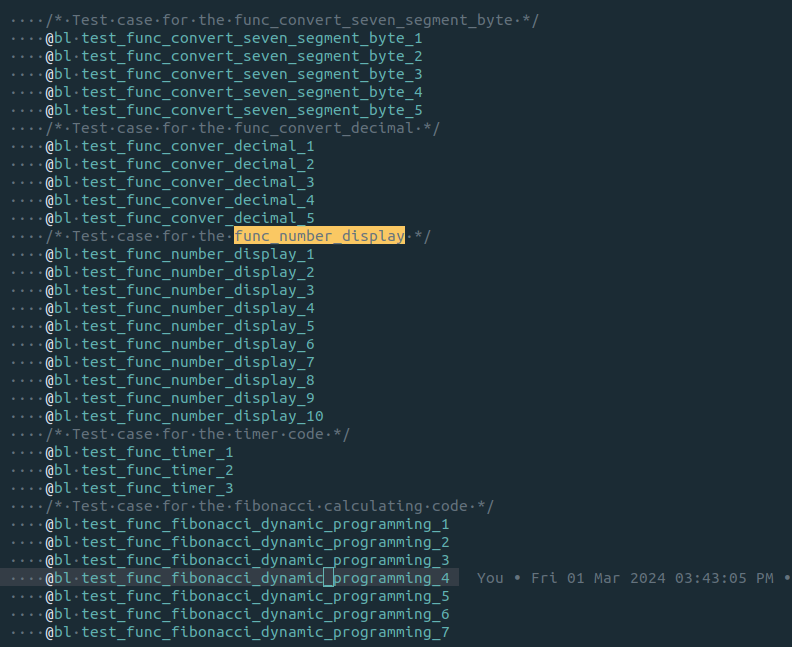 /* Test case for the func_convert_seven_segment_byte */
@bl test_func_convert_seven_segment_byte_1
@bl test_func_convert_seven_segment_byte_2
@bl test_func_convert_seven_segment_byte_3
@bl test_func_convert_seven_segment_byte_4
@bl test_func_convert_seven_segment_byte_5
/* Test case for the func_convert_decimal */
@bl test_func_conver_decimal_1
@bl test_func_conver_decimal_2
@bl test_func_conver_decimal_3
@bl test_func_conver_decimal_4
@bl test_func_conver_decimal_5
/* Test case for the func_number_display */
@bl test_func_number_display_1
@bl test_func_number_display_2
@bl test_func_number_display_3
@bl test_func_number_display_4
@bl test_func_number_display_5
@bl test_func_number_display_6
@bl test_func_number_display_7
@bl test_func_number_display_8
@bl test_func_number_display_9
@bl test_func_number_display_10
/* Test case for the timer code */
@bl test_func_timer_1
@bl test_func_timer_2
@bl test_func_timer_3
/* Test case for the fibonacci calculating code */
@bl test_func_fibonacci_dynamic_programming_1
@bl test_func_fibonacci_dynamic_programming_2
@bl test_func_fibonacci_dynamic_programming_3
@bl test_func_fibonacci_dynamic_programming_4 You • Fri 01 Mar 2024 03:43:05 PM •
@bl test_func_fibonacci_dynamic_programming_5
@bl test_func_fibonacci_dynamic_programming_6
@bl test_func_fibonacci_dynamic_programming_7